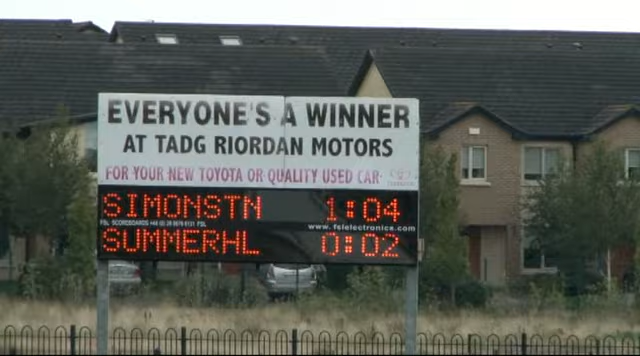 EVERYONE'S A WINNER
AT TADG RIORDAN MOTORS
FOR YOUR NEW TOYOTA OR QUALITY USED CAR
SIMONSTN 1:04
www.fslelectronics.com
SUMMERHL 0:02